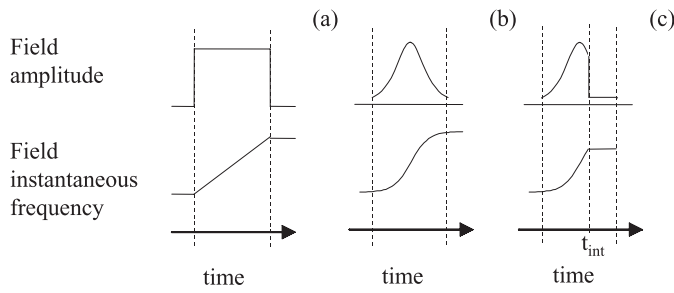 (a)
(b)
(c)
Field
amplitude
Field
instantaneous
frequency
t_int
time
time
time